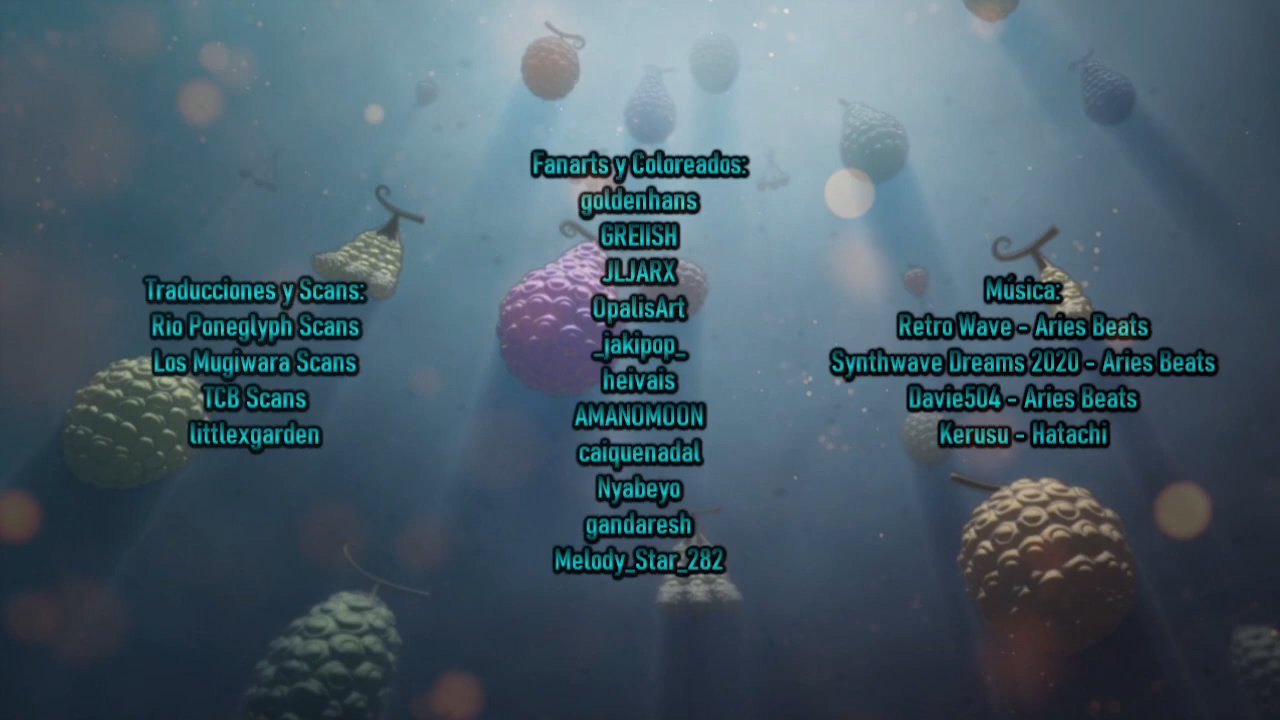 Traducciones y Scans:
Rio Poneglyph Scans
Los Mugiwara Scans
TCB Scans
littlexgarden
Fanarts y Coloreados:
goldenhans
GREIISH
JLJARX
OpalisArt
_jakipop_
heivais
AMANOMOON
caiquenadal
Nyabeyo
gandaresh
Melody_Star_282
Música:
Retro Wave - Aries Beats
Synthwave Dreams 2020 - Aries Beats
Davie504 - Aries Beats
Kerusu - Hatachi